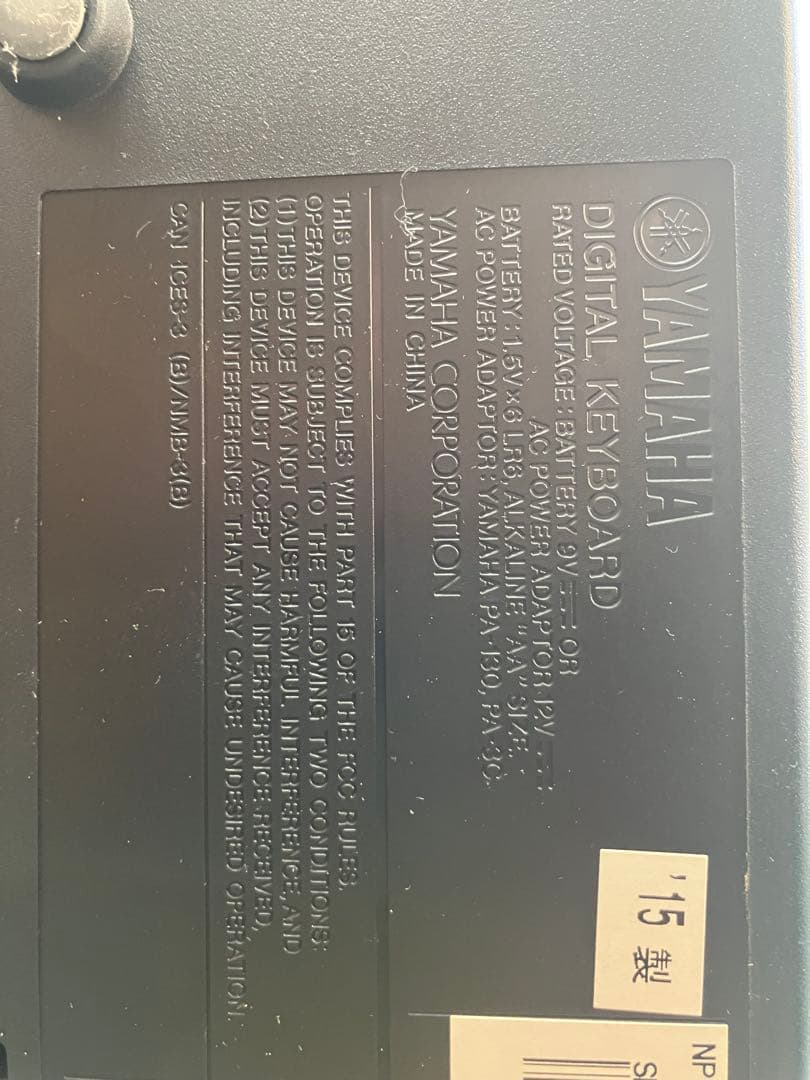 YAMAHA
DIGITAL KEYBOARD
RATED VOLTAGE : BATTERY 9V⎓ OR
AC POWER ADAPTOR 12V⎓
BATTERY : 1.5V×6 LR6, ALKALINE "AA" SIZE,
AC POWER ADAPTOR : YAMAHA PA-130, PA-3C
YAMAHA CORPORATION
MADE IN CHINA
THIS DEVICE COMPLIES WITH PART 15 OF THE FCC RULES.
OPERATION IS SUBJECT TO THE FOLLOWING TWO CONDITIONS:
(1) THIS DEVICE MAY NOT CAUSE HARMFUL INTERFERENCE, AND
(2) THIS DEVICE MUST ACCEPT ANY INTERFERENCE RECEIVED,
INCLUDING INTERFERENCE THAT MAY CAUSE UNDESIRED OPERATION.
CAN ICES-3 (B)/NMB-3(B)
'15 製
NP
S